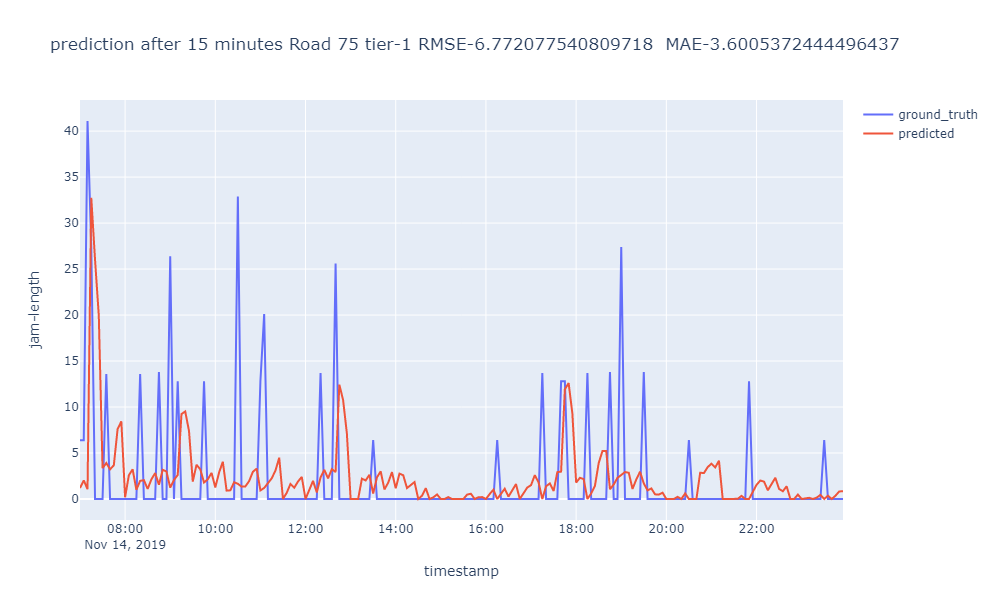 prediction after 15 minutes Road 75 tier-1 RMSE-6.772077540809718  MAE-3.6005372444496437
ground_truth
predicted
jam-length
40
35
30
25
20
15
10
5
0
08:00 10:00 12:00 14:00 16:00 18:00 20:00 22:00
Nov 14, 2019
timestamp